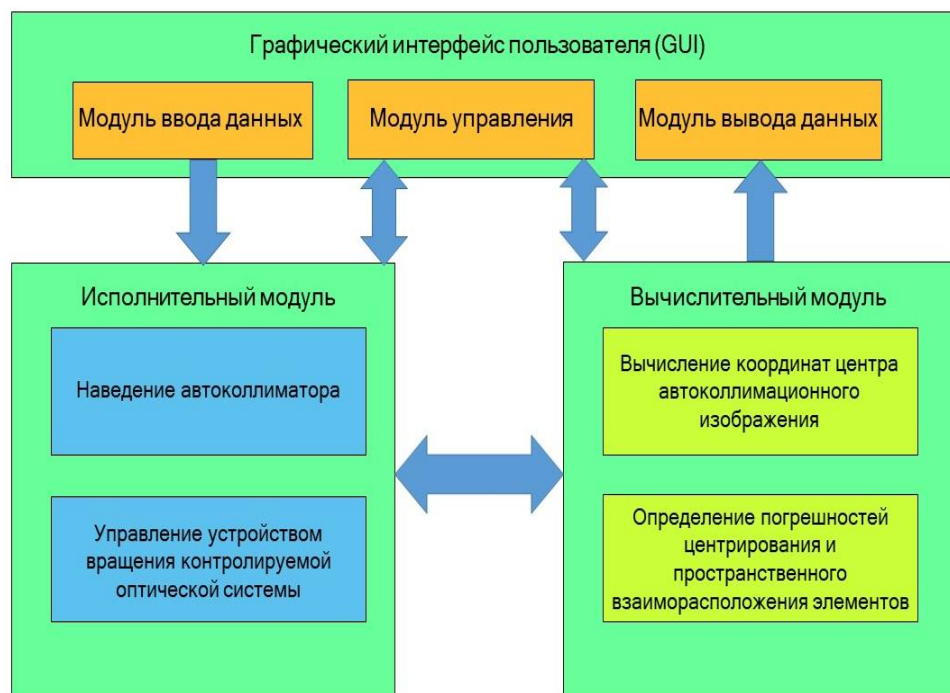 Графический интерфейс пользователя (GUI)
Модуль ввода данных
Модуль управления
Модуль вывода данных
Исполнительный модуль
Наведение автоколлиматора
Управление устройством
вращения контролируемой
оптической системы
Вычислительный модуль
Вычисление координат центра
автоколлимационного
изображения
Определение погрешностей
центрирования и
пространственного
взаиморасположения элементов